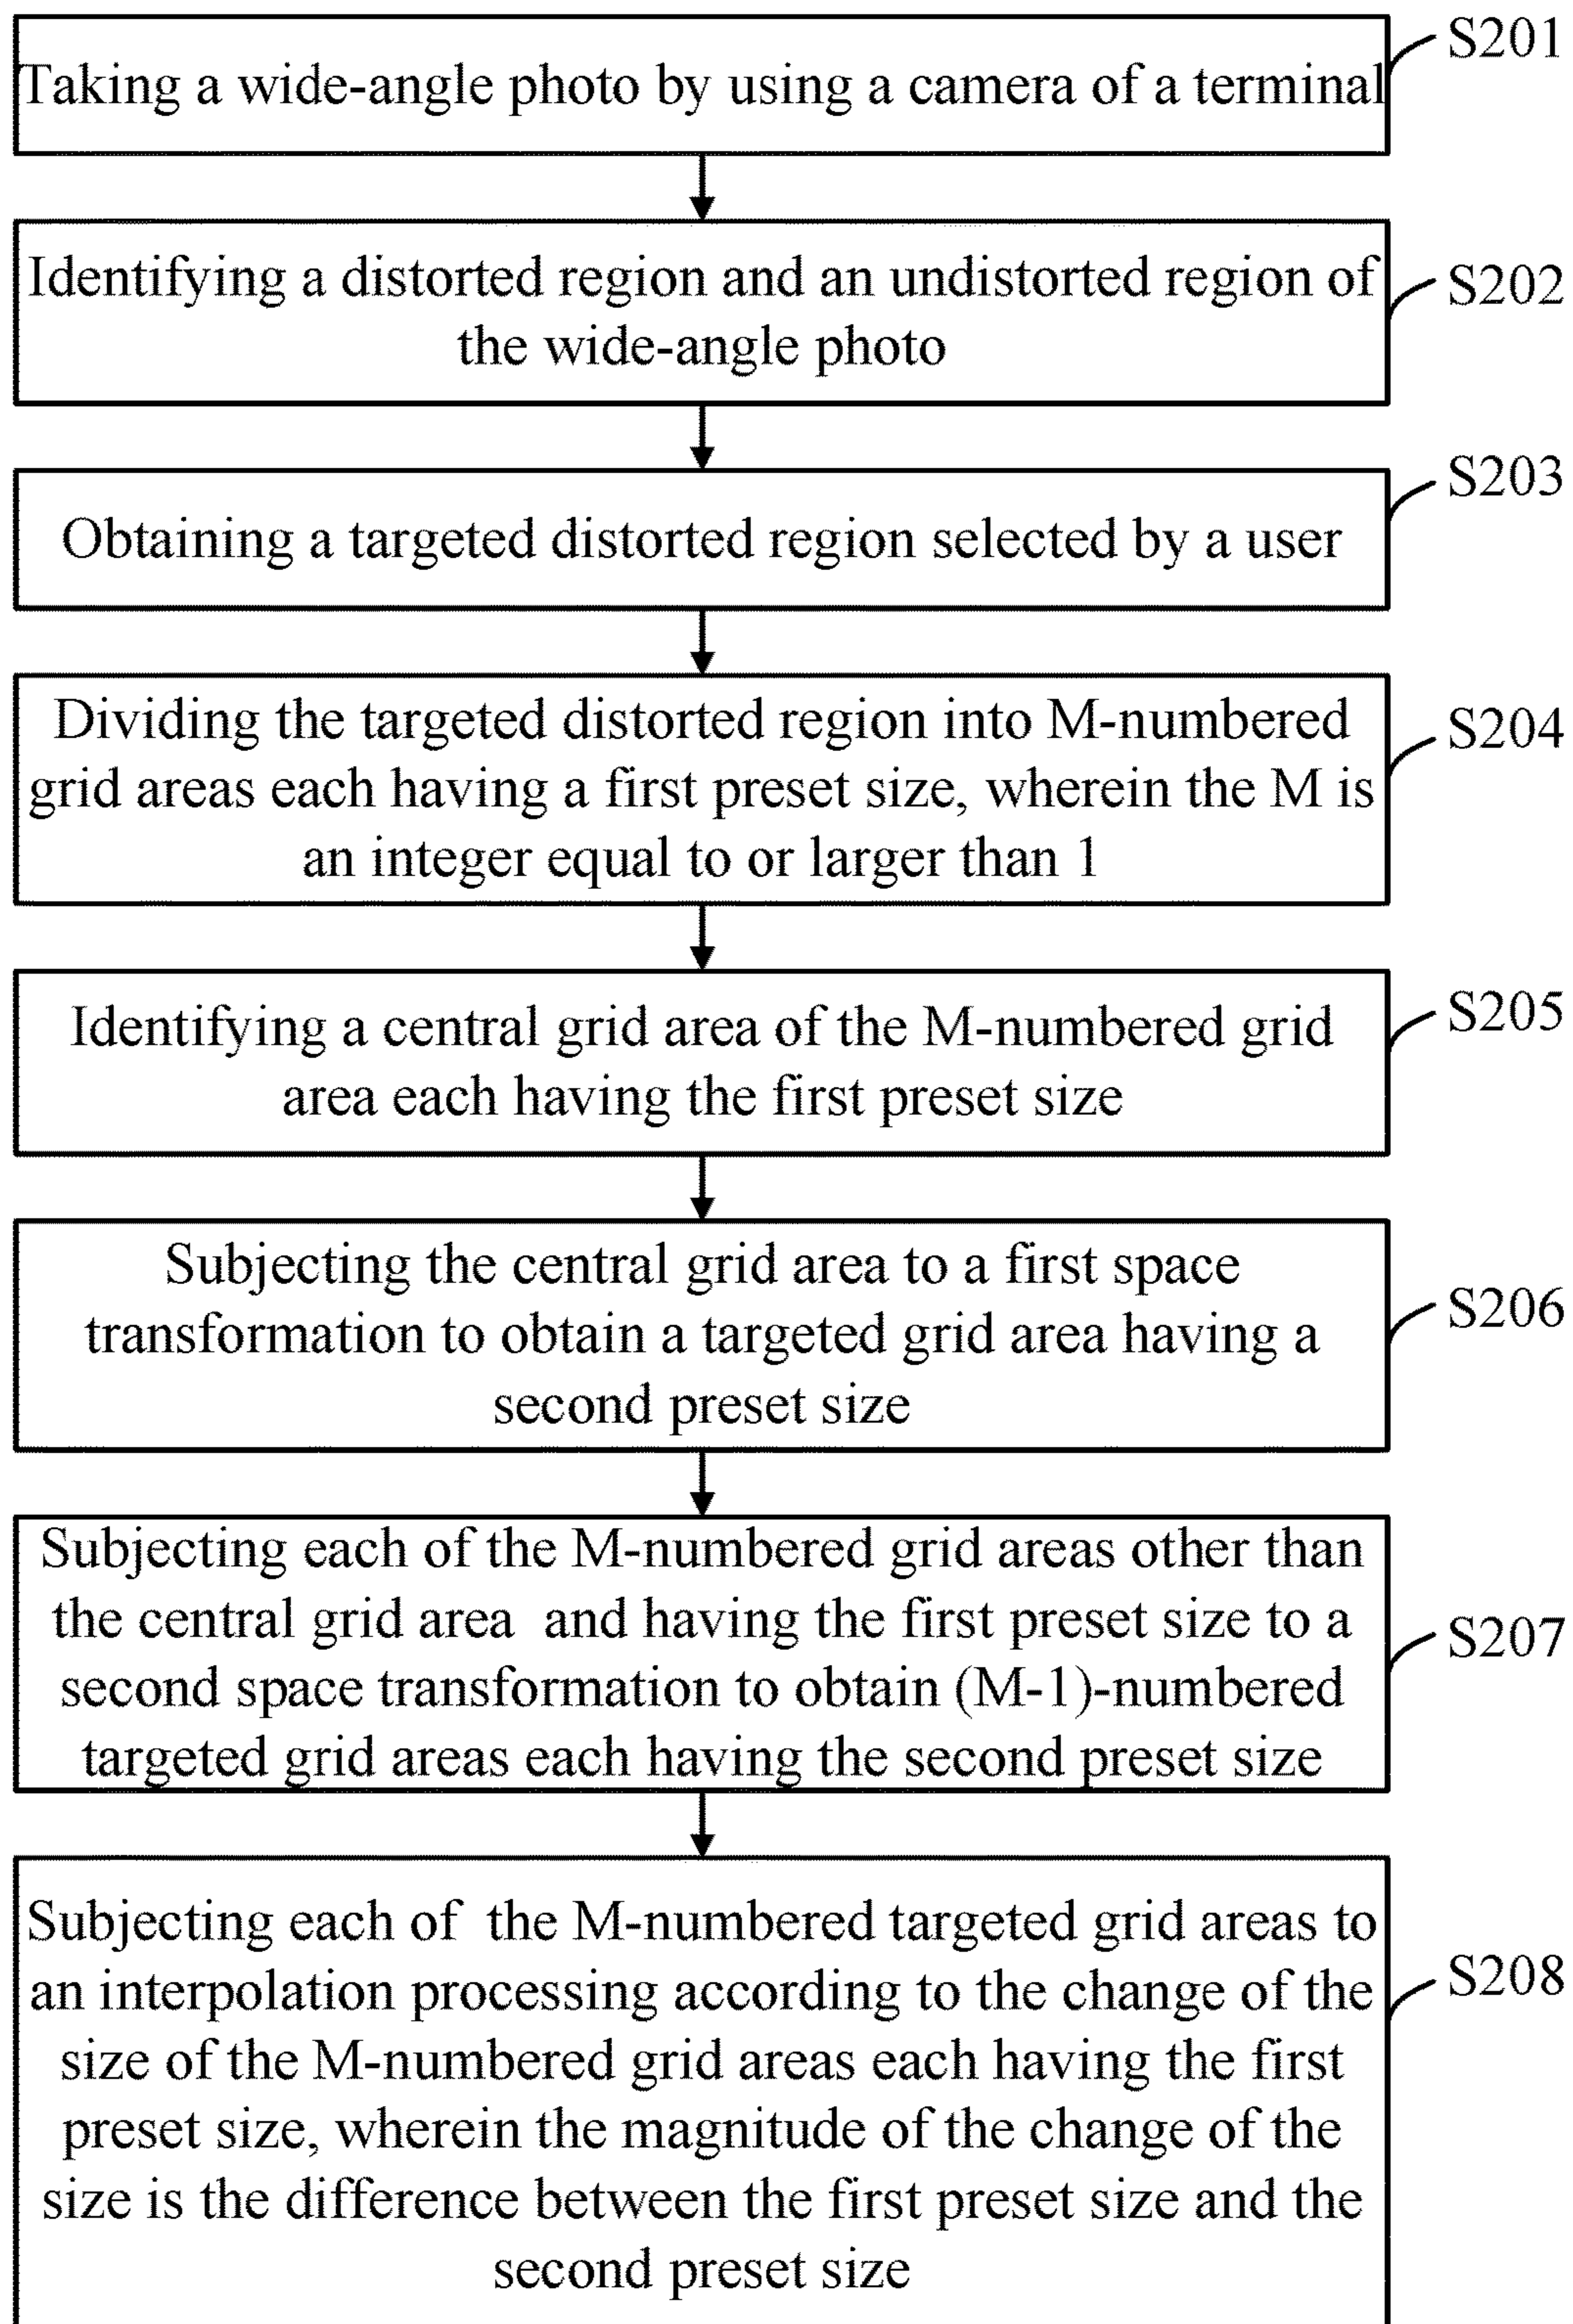 S201
Taking a wide-angle photo by using a camera of a terminal
Identifying a distorted region and an undistorted region of
the wide-angle photo
S202
S203
Obtaining a targeted distorted region selected by a user
Dividing the targeted distorted region into M-numbered
grid areas each having a first preset size, wherein the M is
an integer equal to or larger than 1
S204
Identifying a central grid area of the M-numbered grid
area each having the first preset size
S205
Subjecting the central grid area to a first space
transformation to obtain a targeted grid area having a
second preset size
S206
Subjecting each of the M-numbered grid areas other than
the central grid area and having the first preset size to a
second space transformation to obtain (M-1)-numbered
targeted grid areas each having the second preset size
S207
Subjecting each of the M-numbered targeted grid areas to
an interpolation processing according to the change of the
size of the M-numbered grid areas each having the first
preset size, wherein the magnitude of the change of the
size is the difference between the first preset size and the
second preset size
S208